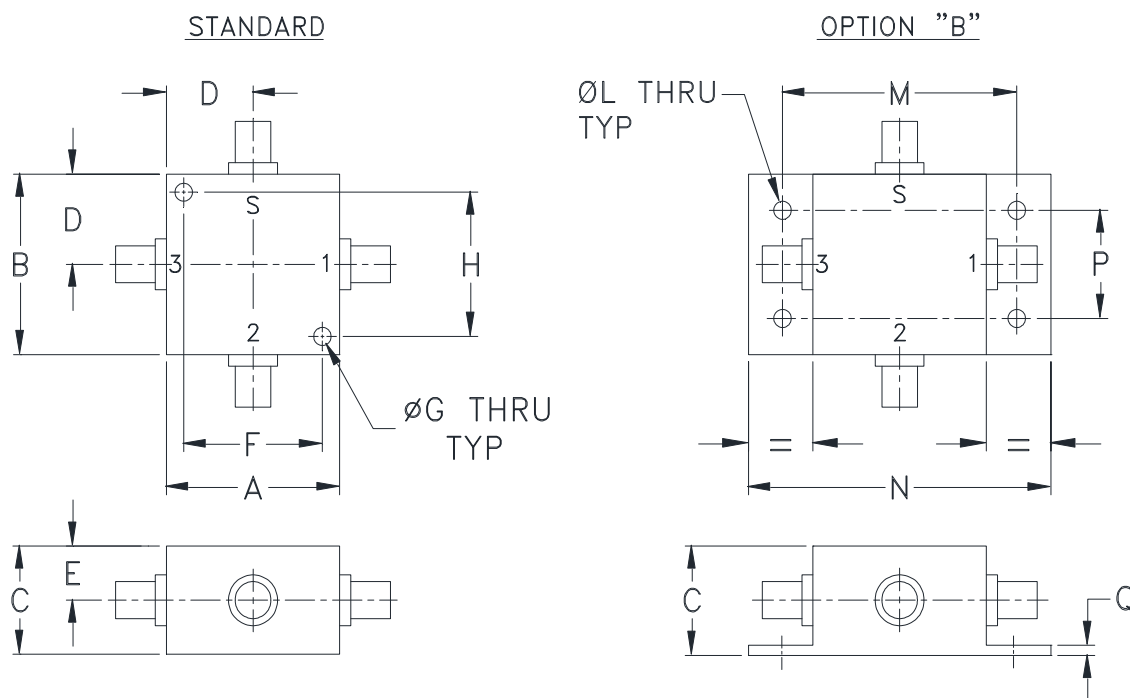 STANDARD
OPTION "B"
D
ØL THRU
TYP
M
D
B
S
3
1
2
H
S
3
1
2
P
ØG THRU
TYP
F
A
=
=
N
C
E
C
Q